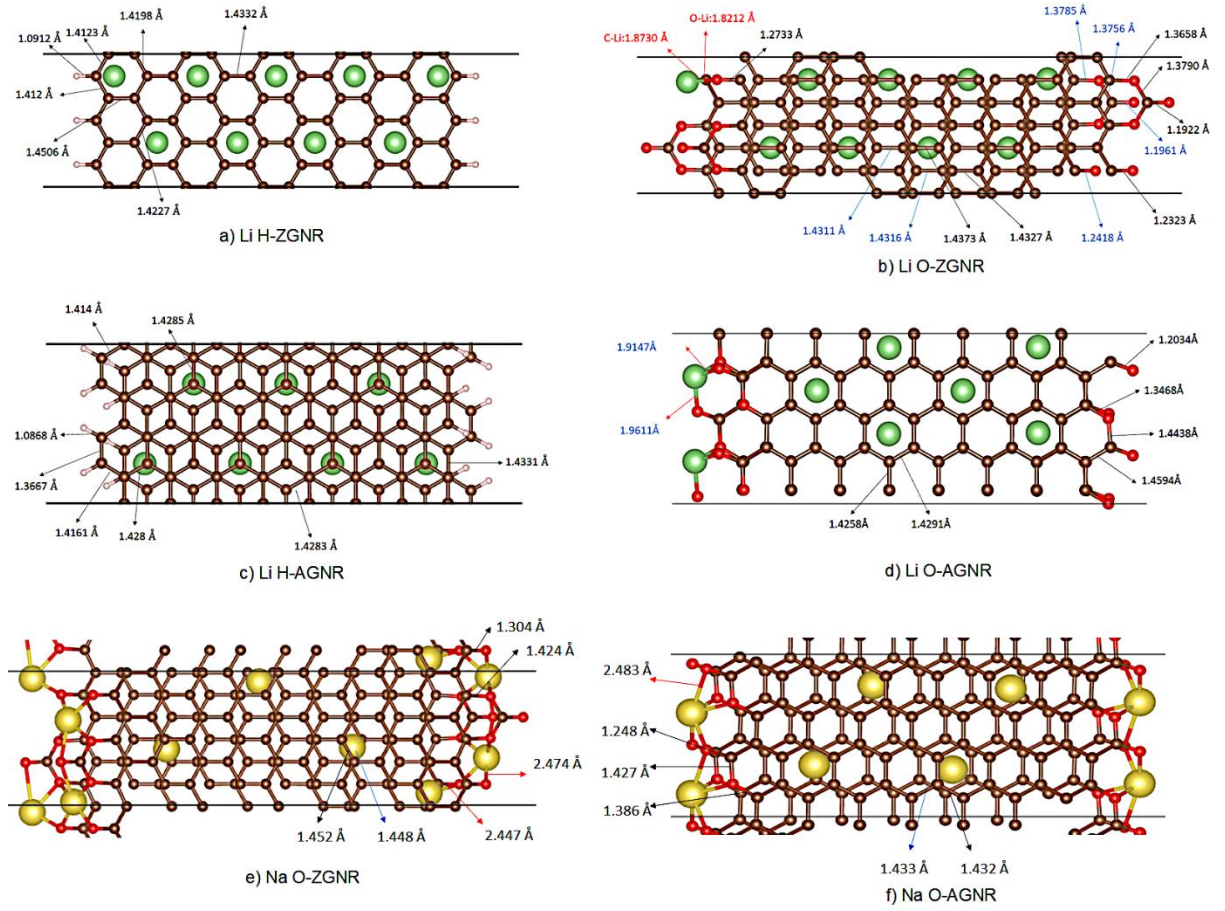 1.4198 Å
1.4332 Å
1.4123 Å
1.0912 Å
1.412 Å
1.4506 Å
1.4227 Å
a) Li H-ZGNR
O-Li:1.8212 Å
C-Li:1.8730 Å
1.2733 Å
1.3785 Å
1.3756 Å
1.3658 Å
1.3790 Å
1.1922 Å
1.1961 Å
1.2323 Å
1.4311 Å
1.4316 Å
1.4373 Å
1.4327 Å
1.2418 Å
b) Li O-ZGNR
1.414 Å
1.4285 Å
1.0868 Å
1.3667 Å
1.4331 Å
1.4161 Å
1.428 Å
1.4283 Å
c) Li H-AGNR
1.9147Å
1.2034Å
1.3468Å
1.9611Å
1.4438Å
1.4594Å
1.4258Å
1.4291Å
d) Li O-AGNR
1.304 Å
1.424 Å
2.474 Å
1.452 Å
1.448 Å
2.447 Å
e) Na O-ZGNR
2.483 Å
1.248 Å
1.427 Å
1.386 Å
1.433 Å
1.432 Å
f) Na O-AGNR